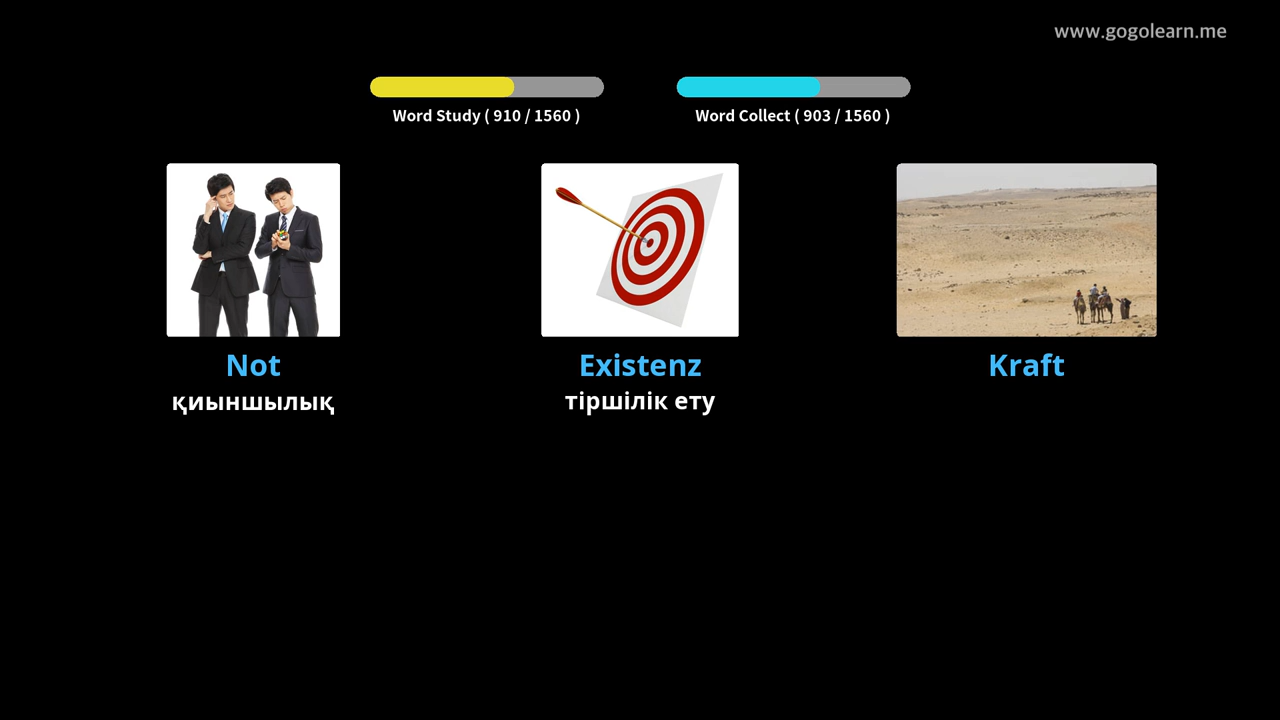 www.gogolearn.me
Word Study ( 910 / 1560 )
Word Collect ( 903 / 1560 )
Not
қиыншылық
Existenz
тіршілік ету
Kraft